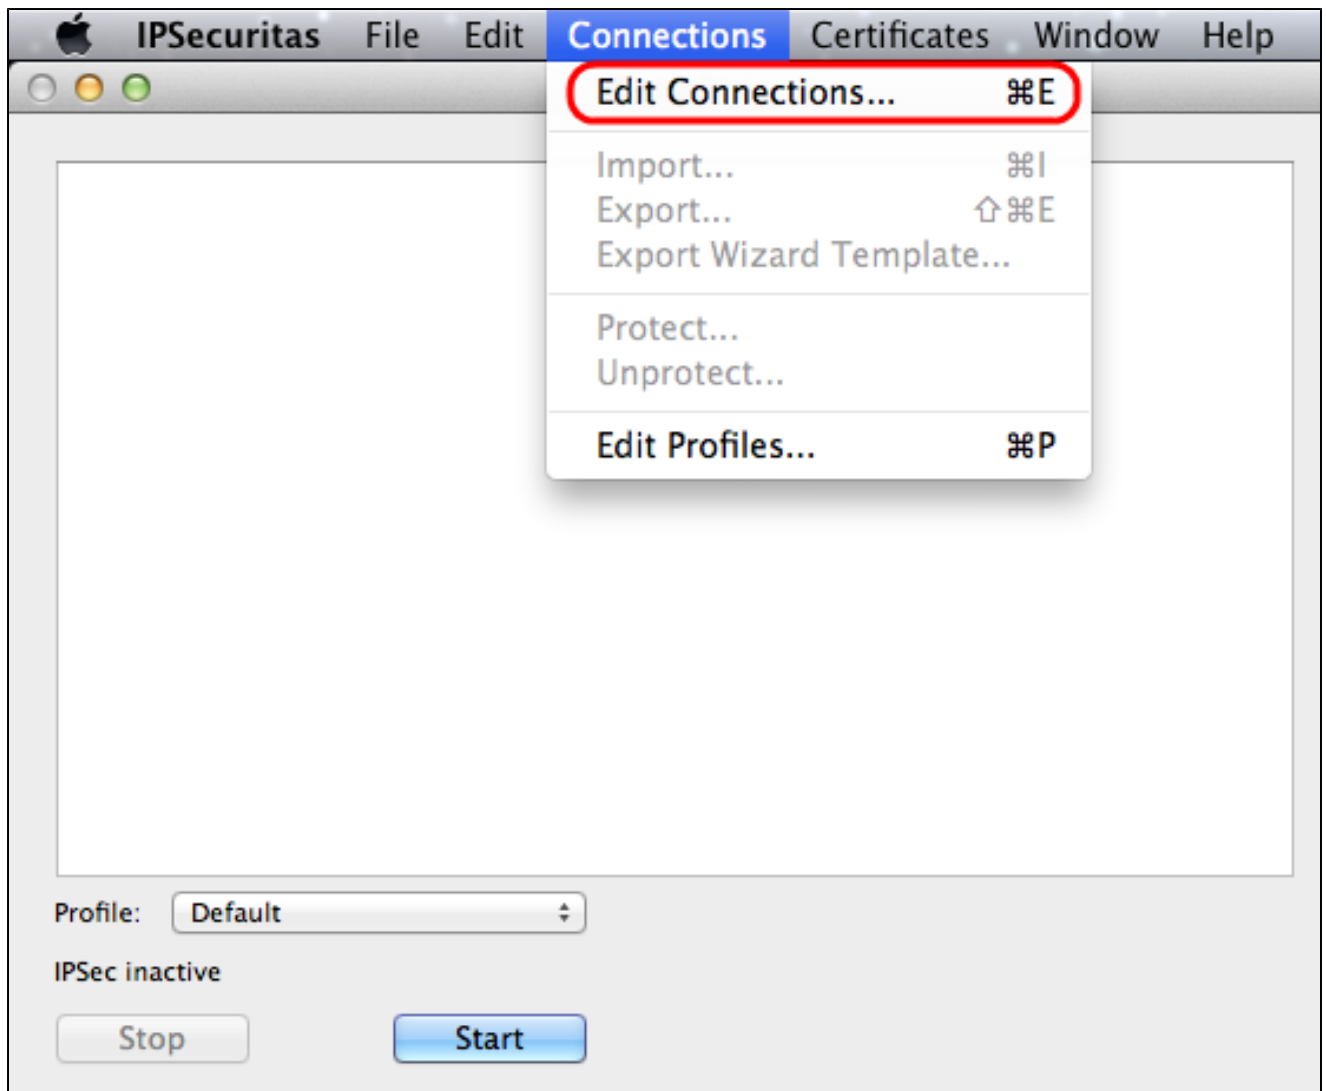 IPSecuritas File Edit Connections Certificates Window Help
Edit Connections... ⌘E
Import... ⌘I
Export... ⇧⌘E
Export Wizard Template...
Protect...
Unprotect...
Edit Profiles... ⌘P
Profile: Default
IPSec inactive
Stop Start